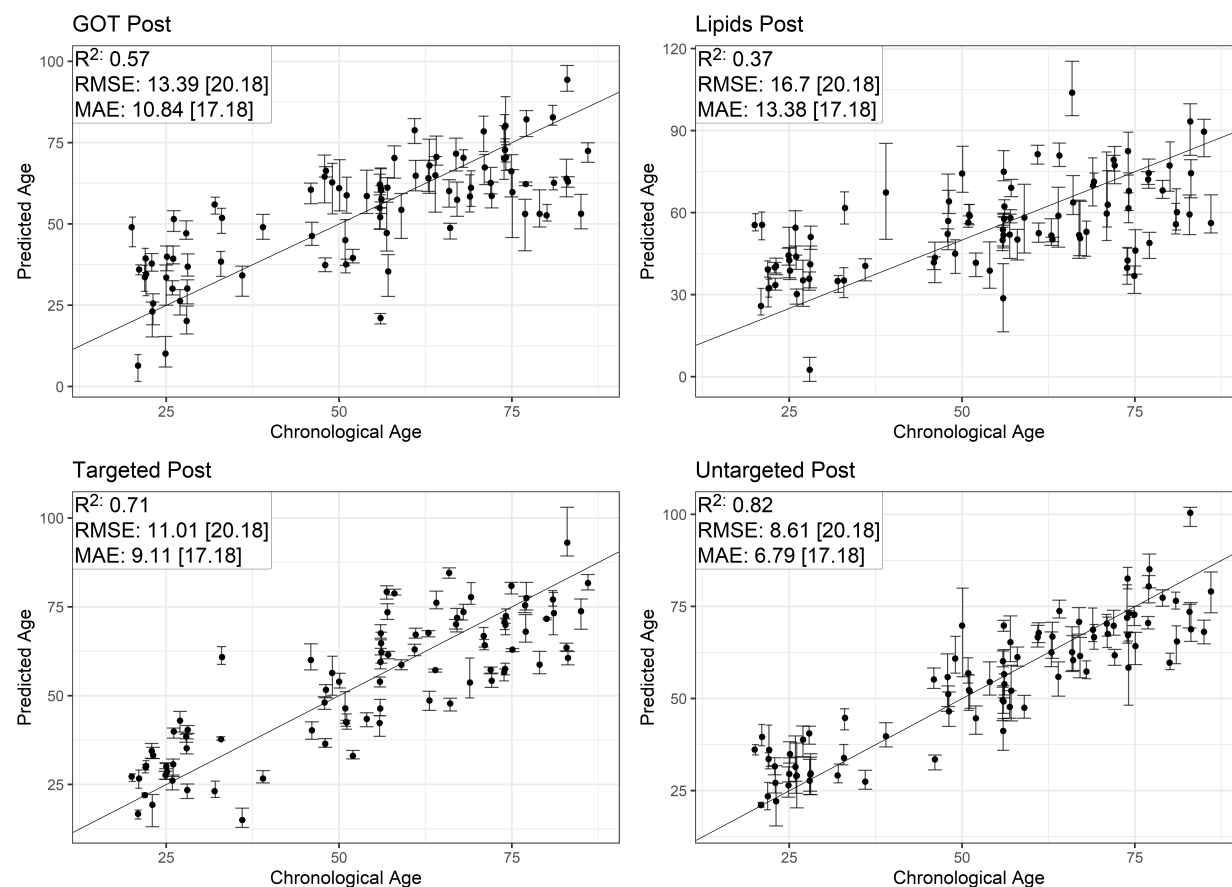 GOT Post
R²: 0.57
RMSE: 13.39 [20.18]
MAE: 10.84 [17.18]
100
75
50
25
0
Predicted Age
25 50 75
Chronological Age
Lipids Post
R²: 0.37
RMSE: 16.7 [20.18]
MAE: 13.38 [17.18]
120
90
60
30
0
Predicted Age
25 50 75
Chronological Age
Targeted Post
R²: 0.71
RMSE: 11.01 [20.18]
MAE: 9.11 [17.18]
100
75
50
25
Predicted Age
25 50 75
Chronological Age
Untargeted Post
R²: 0.82
RMSE: 8.61 [20.18]
MAE: 6.79 [17.18]
100
75
50
25
Predicted Age
25 50 75
Chronological Age